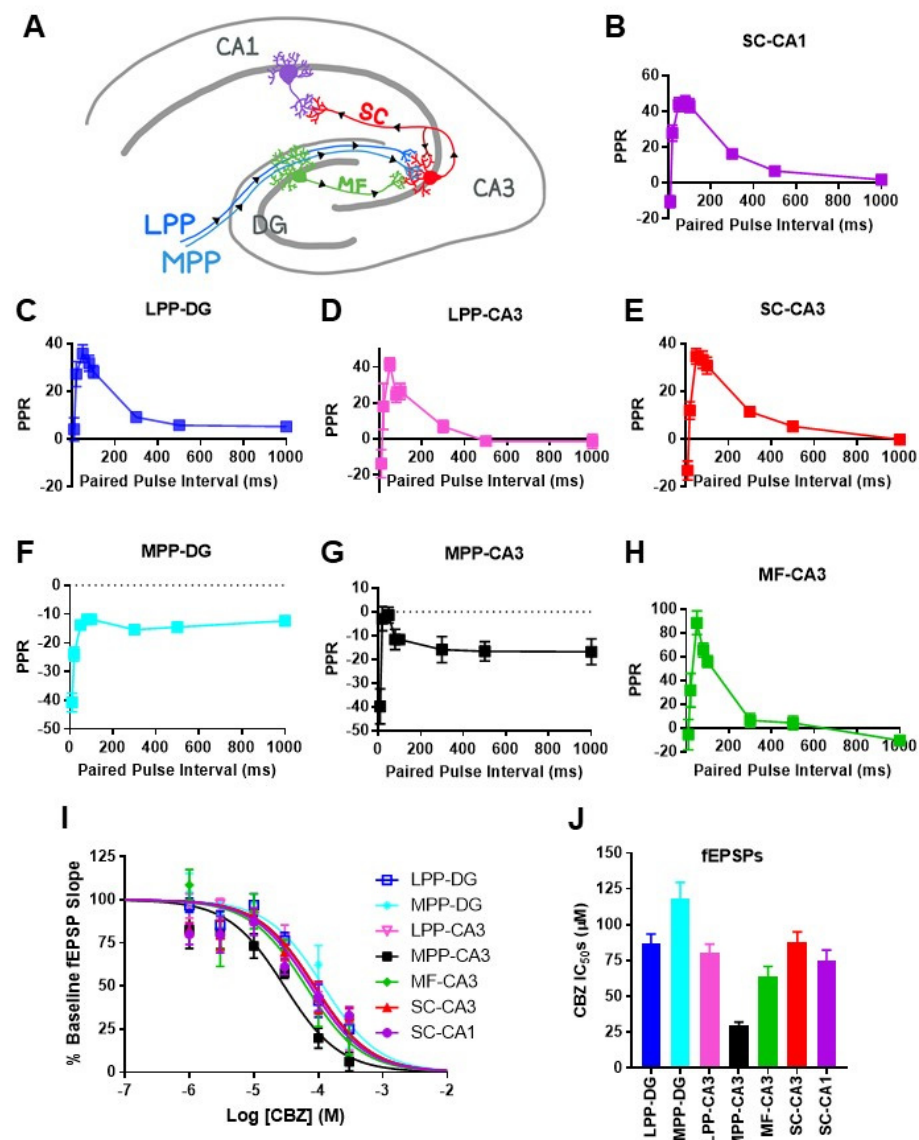 A
CA1
SC
MF
CA3
LPP
DG
MPP
B
SC-CA1
60
40
20
0
-20
PPR
200 400 600 800 1000
Paired Pulse Interval (ms)
C
LPP-DG
40
20
0
-20
PPR
200 400 600 800 1000
Paired Pulse Interval (ms)
D
LPP-CA3
40
20
0
-20
PPR
200 400 600 800 1000
Paired Pulse Interval (ms)
E
SC-CA3
40
20
0
-20
PPR
200 400 600 800 1000
Paired Pulse Interval (ms)
F
MPP-DG
0
-10
-20
-30
-40
-50
PPR
0 200 400 600 800 1000
Paired Pulse Interval (ms)
G
MPP-CA3
10
0
-10
-20
-30
-40
-50
PPR
0 200 400 600 800 1000
Paired Pulse Interval (ms)
H
MF-CA3
100
80
60
40
20
0
-20
PPR
200 400 600 800 1000
Paired Pulse Interval (ms)
I
125
100
75
50
25
0
% Baseline fEPSP Slope
-7 -6 -5 -4 -3 -2
Log [CBZ] (M)
LPP-DG
MPP-DG
LPP-CA3
MPP-CA3
MF-CA3
SC-CA3
SC-CA1
J
fEPSPs
150
125
100
75
50
25
0
CBZ IC50s (µM)
LPP-DG
MPP-DG
LPP-CA3
MPP-CA3
MF-CA3
SC-CA3
SC-CA1